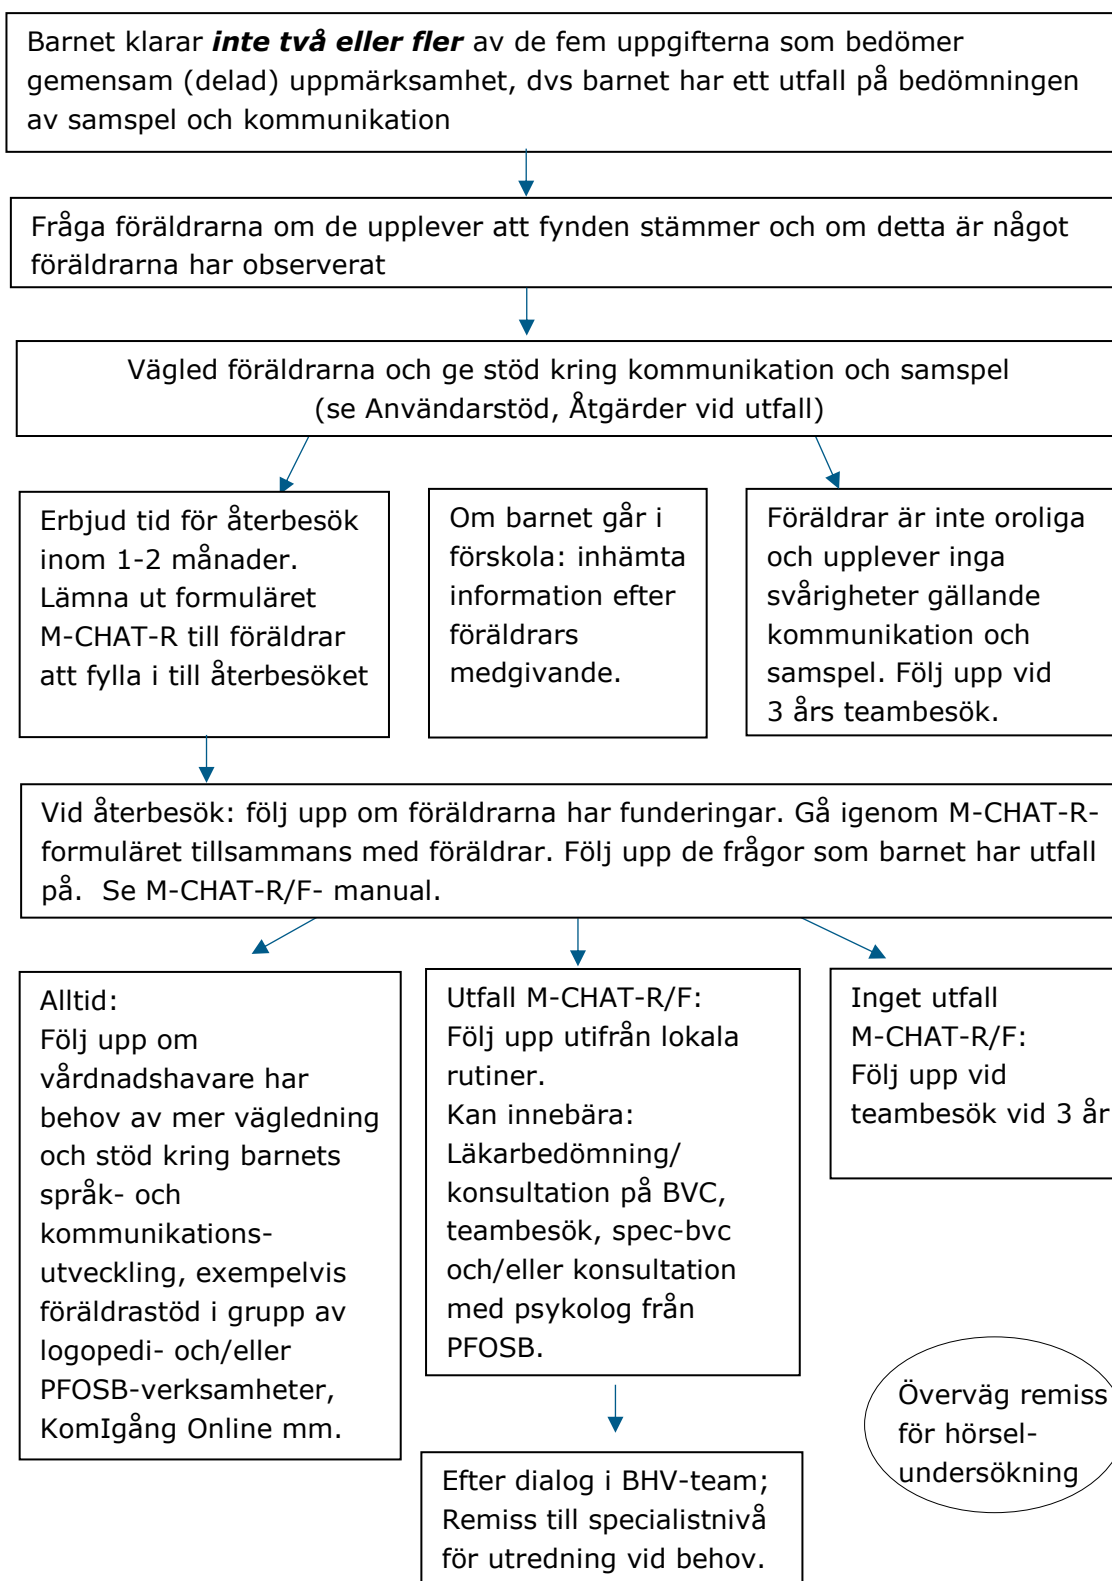 Barnet klarar inte två eller fler av de fem uppgifterna som bedömer
gemensam (delad) uppmärksamhet, dvs barnet har ett utfall på bedömningen
av samspel och kommunikation
Fråga föräldrarna om de upplever att fynden stämmer och om detta är något
föräldrarna har observerat
Vägled föräldrarna och ge stöd kring kommunikation och samspel
(se Användarstöd, Åtgärder vid utfall)
Erbjud tid för återbesök
inom 1-2 månader.
Lämna ut formuläret
M-CHAT-R till föräldrar
att fylla i till återbesöket
Om barnet går i
förskola: inhämta
information efter
föräldrars
medgivande.
Föräldrar är inte oroliga
och upplever inga
svårigheter gällande
kommunikation och
samspel. Följ upp vid
3 års teambesök.
Vid återbesök: följ upp om föräldrarna har funderingar. Gå igenom M-CHAT-R-
formuläret tillsammans med föräldrar. Följ upp de frågor som barnet har utfall
på. Se M-CHAT-R/F- manual.
Alltid:
Följ upp om
vårdnadshavare har
behov av mer vägledning
och stöd kring barnets
språk- och
kommunikations-
utveckling, exempelvis
föräldrastöd i grupp av
logopedi- och/eller
PFOSB-verksamheter,
KomIgång Online mm.
Utfall M-CHAT-R/F:
Följ upp utifrån lokala
rutiner.
Kan innebära:
Läkarbedömning/
konsultation på BVC,
teambesök, spec-bvc
och/eller konsultation
med psykolog från
PFOSB.
Inget utfall
M-CHAT-R/F:
Följ upp vid
teambesök vid 3 år
Överväg remiss
för hörsel-
undersökning
Efter dialog i BHV-team;
Remiss till specialistnivå
för utredning vid behov.